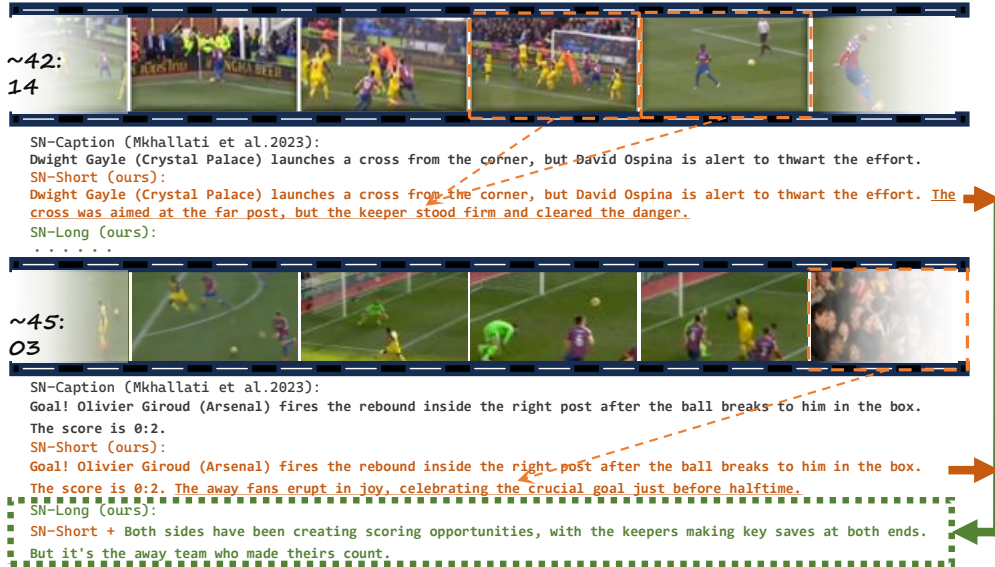 ~42:
14
NGHA BEER
SN-Caption (Mkhallati et al.2023):
Dwight Gayle (Crystal Palace) launches a cross from the corner, but David Ospina is alert to thwart the effort.
SN-Short (ours):
Dwight Gayle (Crystal Palace) launches a cross from the corner, but David Ospina is alert to thwart the effort. The
cross was aimed at the far post, but the keeper stood firm and cleared the danger.
SN-Long (ours):
. . . . . .
~45:
03
SN-Caption (Mkhallati et al.2023):
Goal! Olivier Giroud (Arsenal) fires the rebound inside the right post after the ball breaks to him in the box.
The score is 0:2.
SN-Short (ours):
Goal! Olivier Giroud (Arsenal) fires the rebound inside the right post after the ball breaks to him in the box.
The score is 0:2. The away fans erupt in joy, celebrating the crucial goal just before halftime.
SN-Long (ours):
SN-Short + Both sides have been creating scoring opportunities, with the keepers making key saves at both ends.
But it's the away team who made theirs count.